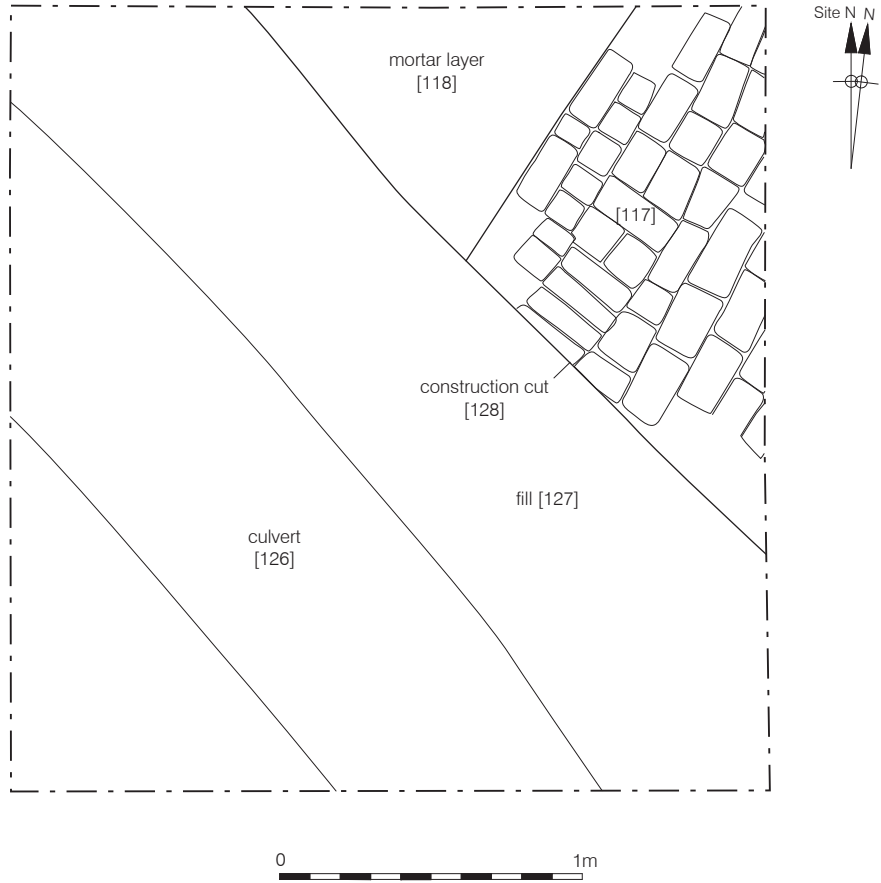 Site N N
mortar layer
[118]
[117]
construction cut
[128]
fill [127]
culvert
[126]
0 1m